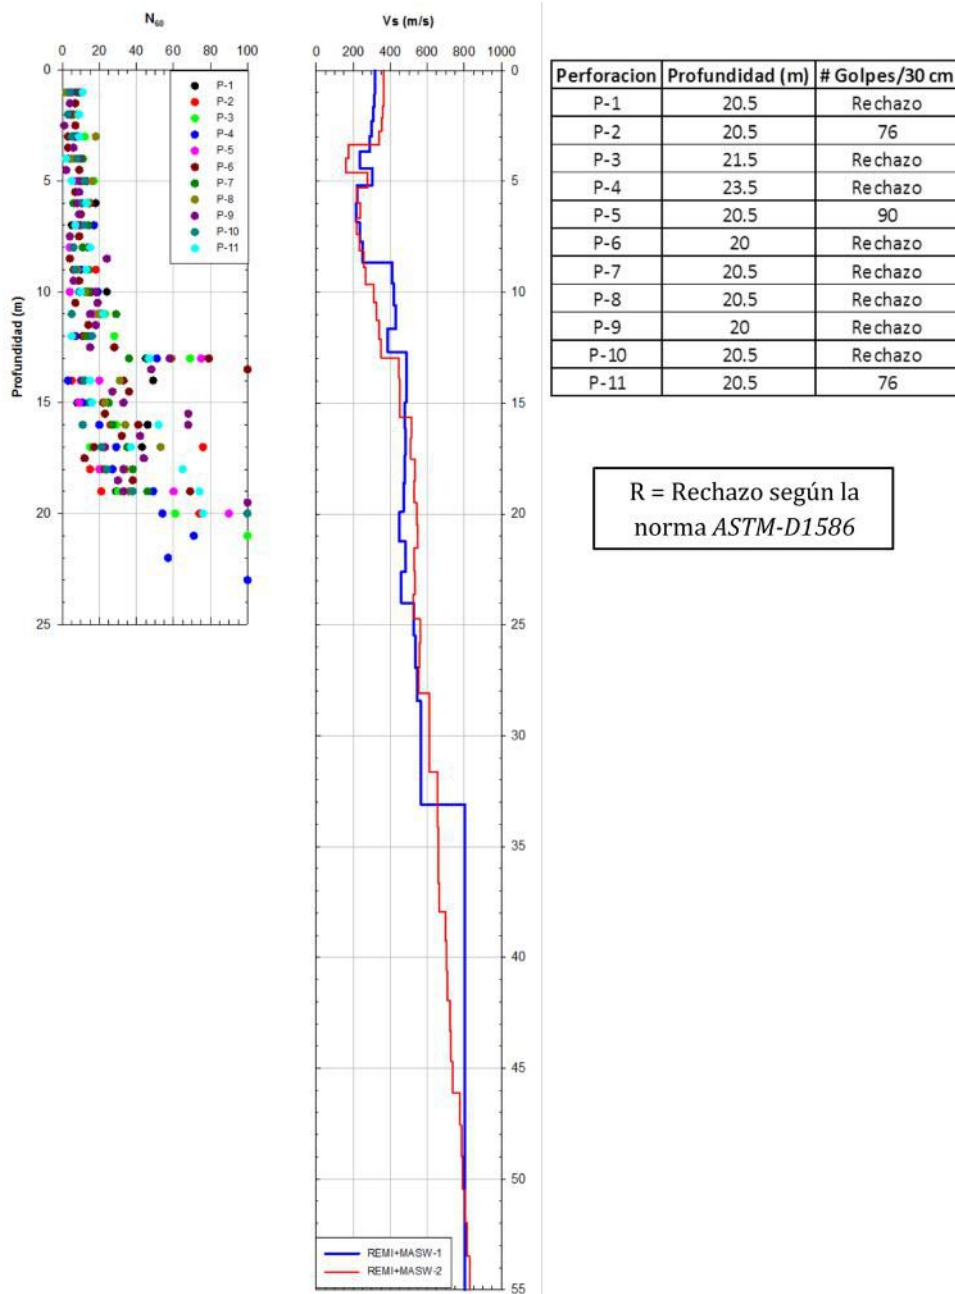 N60
0 20 40 60 80 100
Profundidad (m)
0
5
10
15
20
25
P-1
P-2
P-3
P-4
P-5
P-6
P-7
P-8
P-9
P-10
P-11
Vs (m/s)
0 200 400 600 800 1000
0
5
10
15
20
25
30
35
40
45
50
55
REMI+MASW-1
REMI+MASW-2
Perforacion Profundidad (m) # Golpes/30 cm
P-1 20.5 Rechazo
P-2 20.5 76
P-3 21.5 Rechazo
P-4 23.5 Rechazo
P-5 20.5 90
P-6 20 Rechazo
P-7 20.5 Rechazo
P-8 20.5 Rechazo
P-9 20 Rechazo
P-10 20.5 Rechazo
P-11 20.5 76
R = Rechazo según la
norma ASTM-D1586